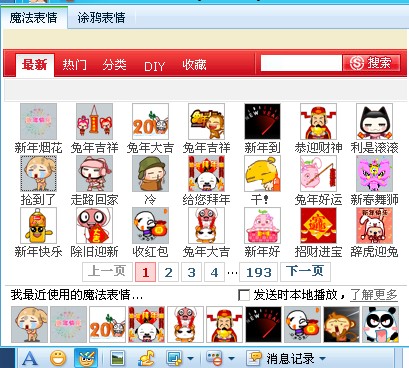 魔法表情 涂鸦表情
最新 热门 分类 DIY 收藏 S 搜索
新年烟花 兔年吉祥 兔年大吉 兔年吉祥 新年到 恭迎财神 利是滚滚
抢到了 走路回家 冷 给您拜年 干! 兔年好运 新春舞狮
新年快乐 除旧迎新 收红包 兔年大吉 新年好 招财进宝 辞虎迎兔
上一页 1 2 3 4 ... 193 下一页
我最近使用的魔法表情... 发送时本地播放，了解更多
A 消息记录